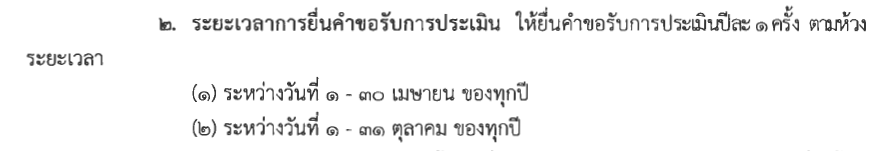 ๒. ระยะเวลาการยื่นคำขอรับการประเมิน ให้ยื่นคำขอรับการประเมินปีละ ๑ ครั้ง ตามห้วง
ระยะเวลา
(๑) ระหว่างวันที่ ๑ - ๓๐ เมษายน ของทุกปี
(๒) ระหว่างวันที่ ๑ - ๓๑ ตุลาคม ของทุกปี